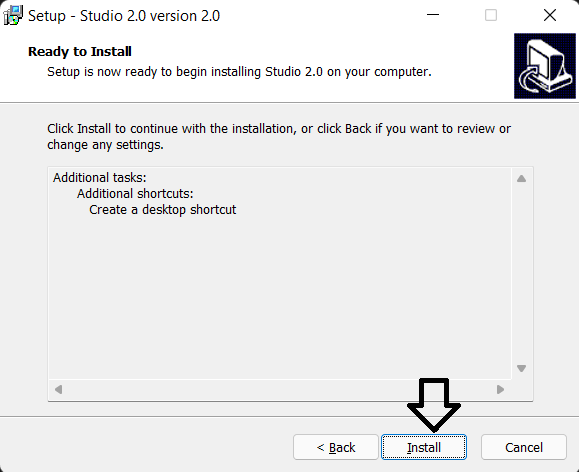 Setup - Studio 2.0 version 2.0
Ready to Install
Setup is now ready to begin installing Studio 2.0 on your computer.
Click Install to continue with the installation, or click Back if you want to review or
change any settings.
Additional tasks:
Additional shortcuts:
Create a desktop shortcut
< Back
Install
Cancel